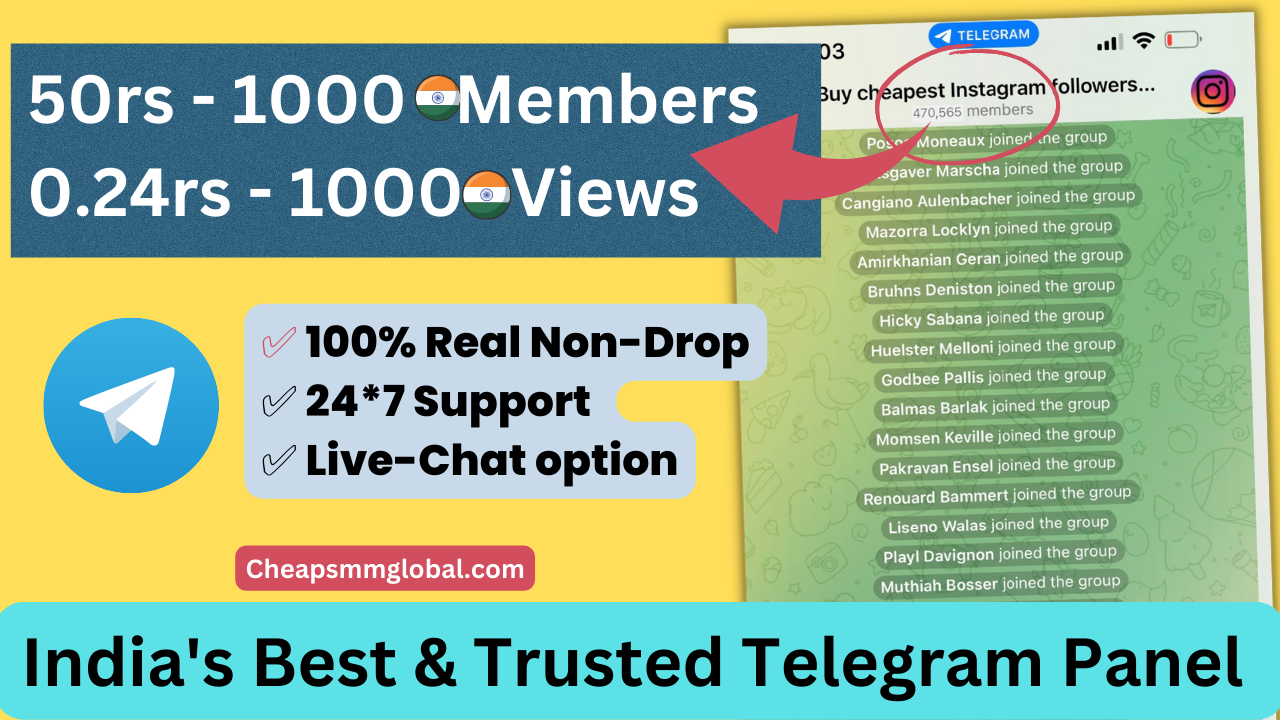 50rs - 1000 Members
0.24rs - 1000 Views
100% Real Non-Drop
24*7 Support
Live-Chat option
Cheapsmmglobal.com
India's Best & Trusted Telegram Panel
03
TELEGRAM
Buy cheapest Instagram followers...
470,565 members
Moneaux joined the group
Marscha joined the group
Cangiano Aulenbacher joined the group
Mazorra Locklyn joined the group
Amirkhanian Geran joined the group
Bruhns Deniston joined the group
Hicky Sabana joined the group
Huelster Melloni joined the group
Godbee Pallis joined the group
Balmas Barlak joined the group
Momsen Keville joined the group
Pakravan Ensel joined the group
Renouard Bammert joined the group
Liseno Walas joined the group
Playl Davignon joined the group
Muthiah Bosser joined the group